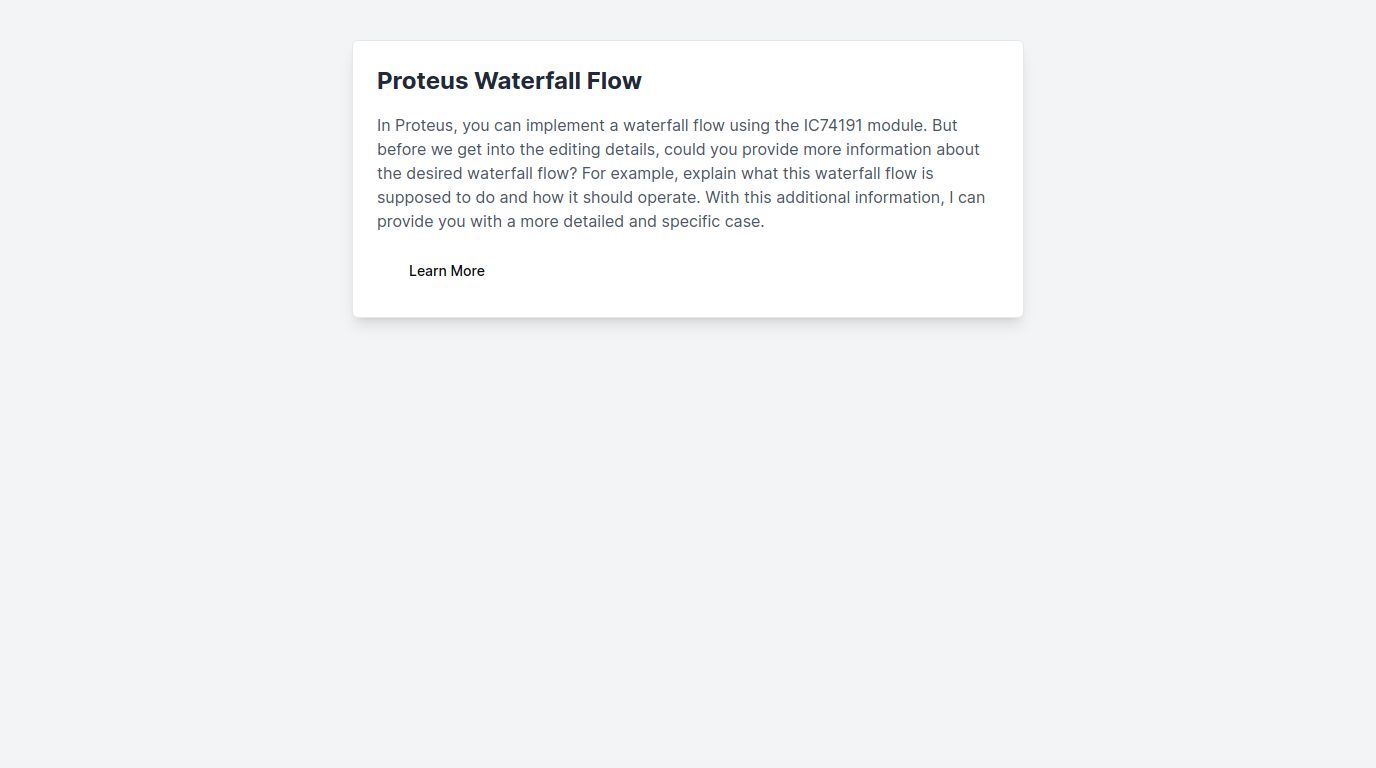 Proteus Waterfall Flow
In Proteus, you can implement a waterfall flow using the IC74191 module. But
before we get into the editing details, could you provide more information about
the desired waterfall flow? For example, explain what this waterfall flow is
supposed to do and how it should operate. With this additional information, I can
provide you with a more detailed and specific case.
Learn More